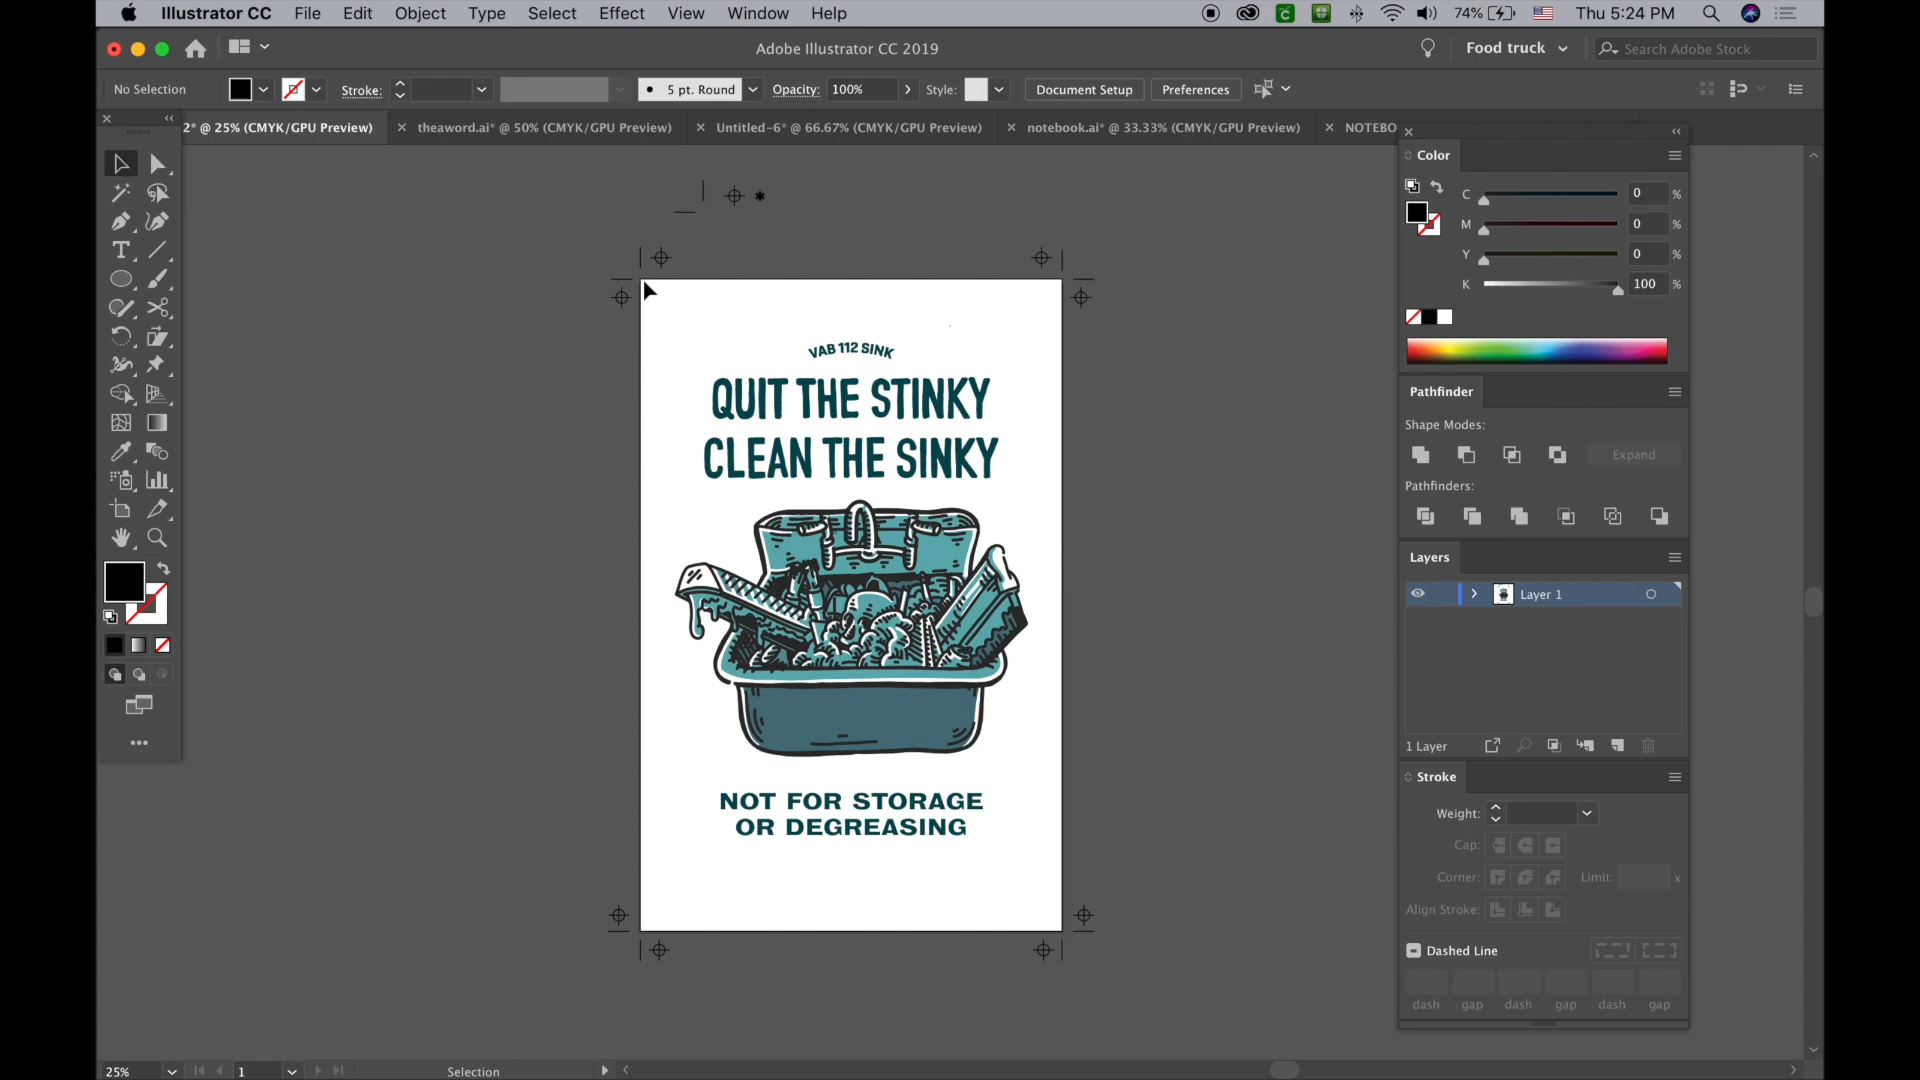 Illustrator CC File Edit Object Type Select Effect View Window Help 74% Thu 5:24 PM
Adobe Illustrator CC 2019 Food truck Search Adobe Stock
No Selection Stroke: 5 pt. Round Opacity: 100% Style: Document Setup Preferences
2* @ 25% (CMYK/GPU Preview) theaword.ai* @ 50% (CMYK/GPU Preview) Untitled-6* @ 66.67% (CMYK/GPU Preview) notebook.ai* @ 33.33% (CMYK/GPU Preview) NOTEBO
VAB 112 SINK
QUIT THE STINKY
CLEAN THE SINKY
NOT FOR STORAGE
OR DEGREASING
Color
C 0 %
M 0 %
Y 0 %
K 100 %
Pathfinder
Shape Modes:
Expand
Pathfinders:
Layers
Layer 1
1 Layer
Stroke
Weight:
Cap:
Corner: Limit: x
Align Stroke:
Dashed Line
dash gap dash gap dash gap
25% 1 Selection